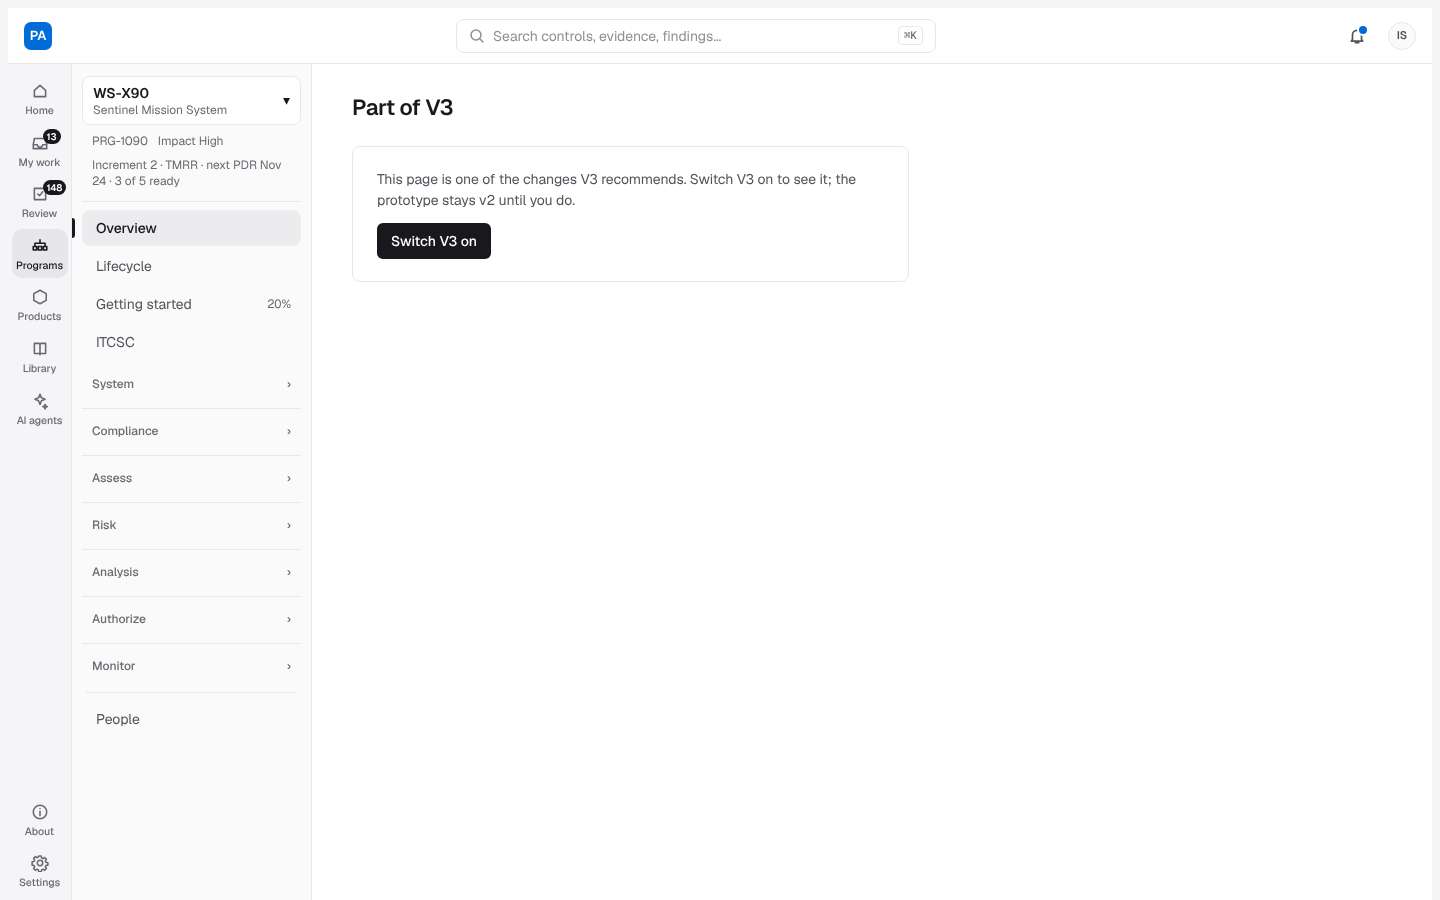 PA
Search controls, evidence, findings...
⌘K
IS
Home
13
My work
148
Review
Programs
Products
Library
AI agents
About
Settings
WS-X90
Sentinel Mission System
PRG-1090 Impact High
Increment 2 · TMRR · next PDR Nov
24 · 3 of 5 ready
Overview
Lifecycle
Getting started 20%
ITCSC
System
Compliance
Assess
Risk
Analysis
Authorize
Monitor
People
Part of V3
This page is one of the changes V3 recommends. Switch V3 on to see it; the
prototype stays v2 until you do.
Switch V3 on